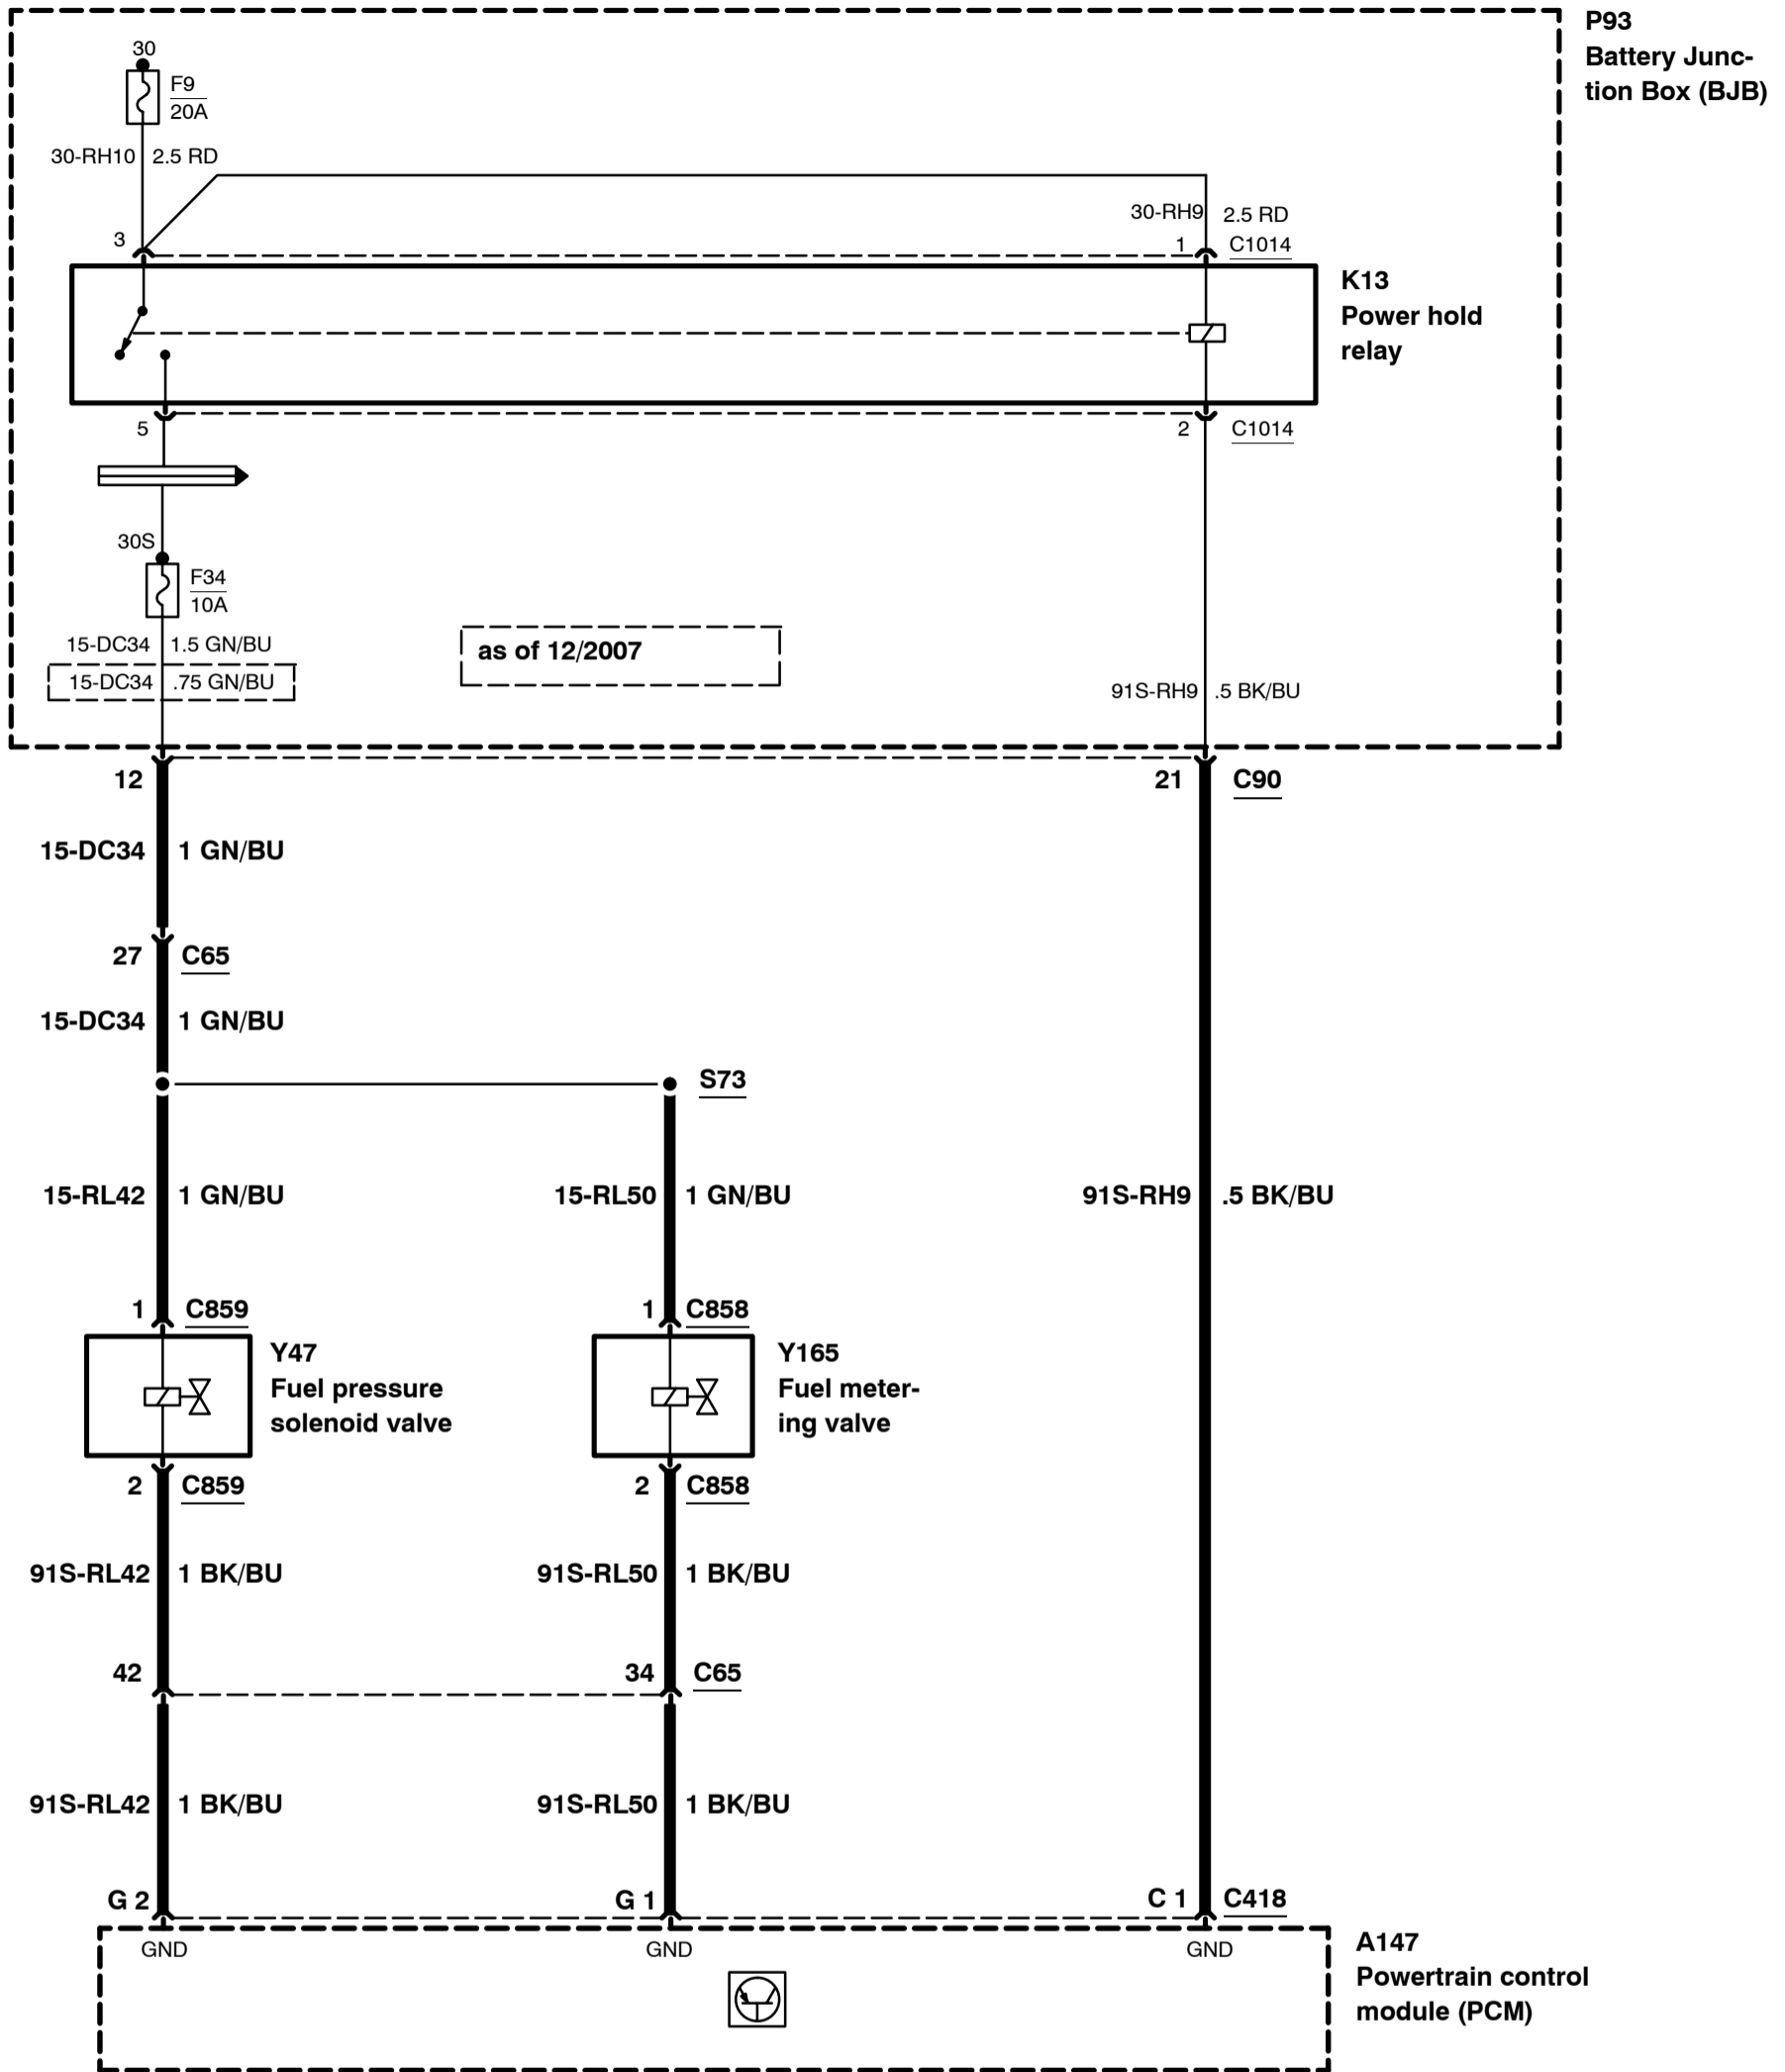 P93
Battery Junc-
tion Box (BJB)
30
F9
20A
30-RH10 2.5 RD
30-RH9 2.5 RD
3
1 C1014
K13
Power hold
relay
5
2 C1014
30S
F34
10A
15-DC34 1.5 GN/BU
15-DC34 .75 GN/BU
as of 12/2007
91S-RH9 .5 BK/BU
12
21 C90
15-DC34 1 GN/BU
27 C65
15-DC34 1 GN/BU
S73
15-RL42 1 GN/BU
15-RL50 1 GN/BU
91S-RH9 .5 BK/BU
1 C859
1 C858
Y47
Fuel pressure
solenoid valve
Y165
Fuel meter-
ing valve
2 C859
2 C858
91S-RL42 1 BK/BU
91S-RL50 1 BK/BU
42
34 C65
91S-RL42 1 BK/BU
91S-RL50 1 BK/BU
G 2
G 1
C 1 C418
GND
GND
GND
A147
Powertrain control
module (PCM)